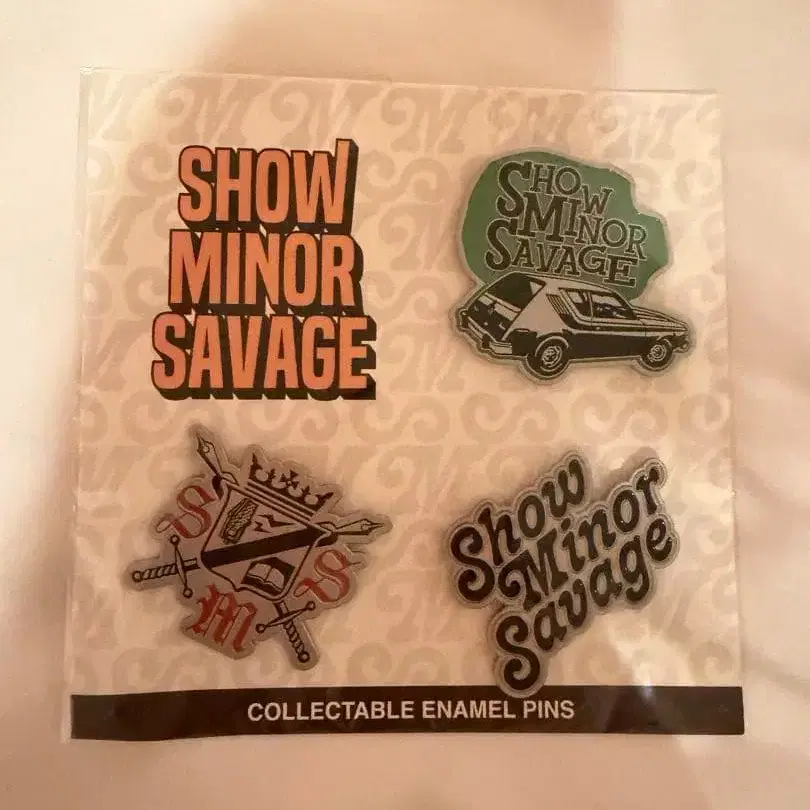 SHOW
MINOR
SAVAGE
SHOW
MINOR
SAVAGE
S
S
M
Show
Minor
Savage
COLLECTABLE ENAMEL PINS